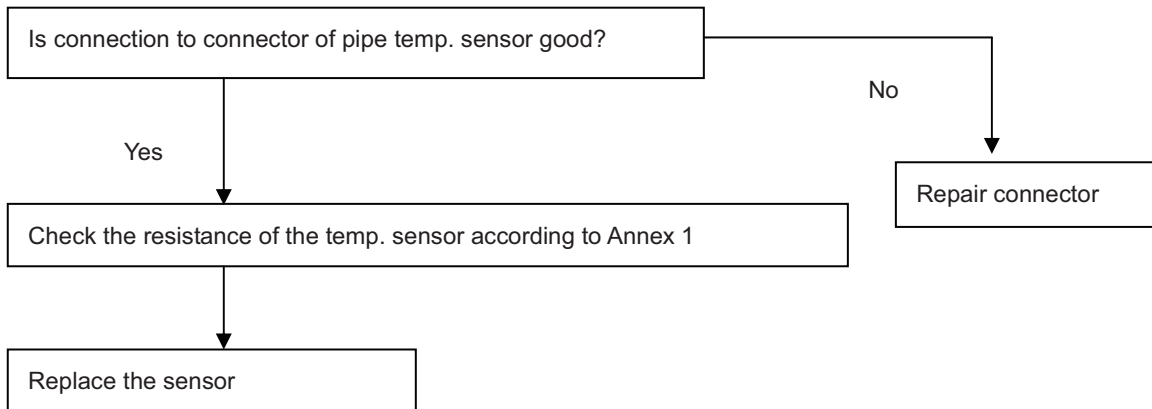 Is connection to connector of pipe temp. sensor good?
No
Yes
Repair connector
Check the resistance of the temp. sensor according to Annex 1
Replace the sensor